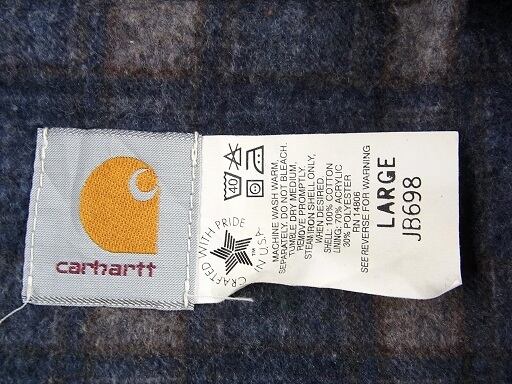 carhartt
CRAFTED WITH PRIDE
IN U.S.A.
TM
40
MACHINE WASH WARM,
SEPARATELY. DO NOT BLEACH.
TUMBLE DRY MEDIUM.
REMOVE PROMPTLY.
STEAM IRON SHELL ONLY,
WHEN DESIRED.
SHELL: 100% COTTON
LINING: 70% ACRYLIC
30% POLYESTER
RN 14806
SEE REVERSE FOR WARNING
LARGE
JB698